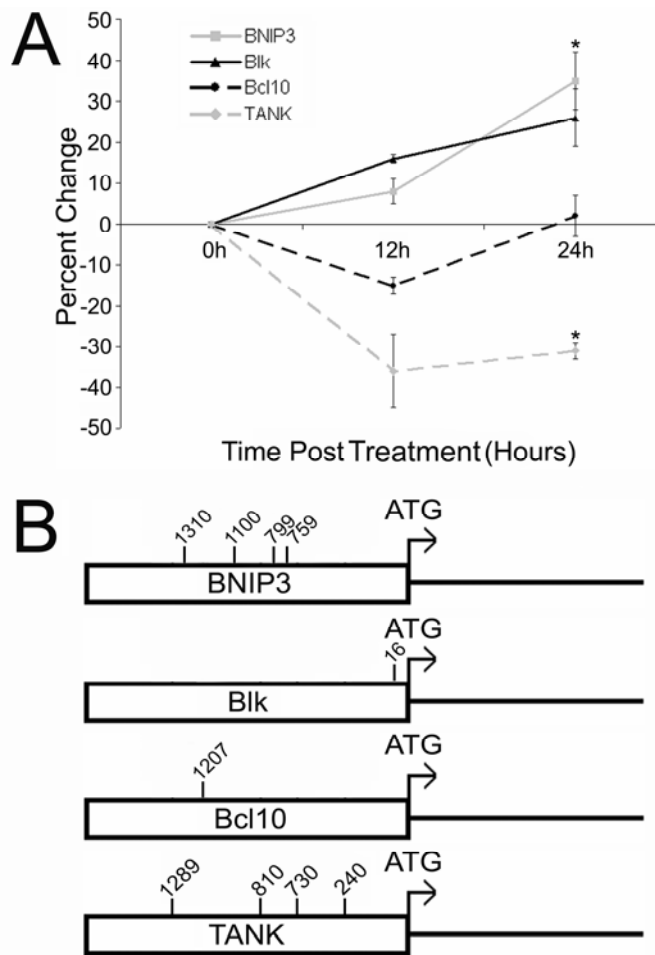 A
BNIP3
Blk
Bcl10
TANK
50
40
30
20
10
0
-10
-20
-30
-40
-50
Percent Change
0h
12h
24h
*
*
Time Post Treatment (Hours)
B
1310
1100
799
759
ATG
BNIP3
16
ATG
Blk
1207
ATG
Bcl10
1289
810
730
240
ATG
TANK